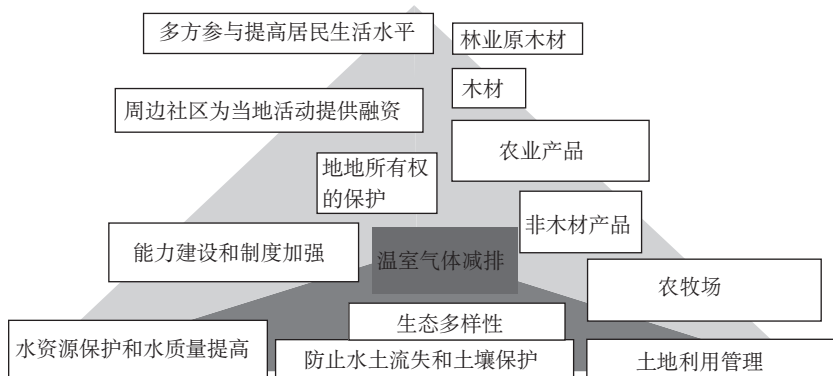 多方参与提高居民生活水平
林业原木材
木材
周边社区为当地活动提供融资
农业产品
地地所有权
的保护
非木材产品
能力建设和制度加强
温室气体减排
农牧场
生态多样性
水资源保护和水质量提高
防止水土流失和土壤保护
土地利用管理